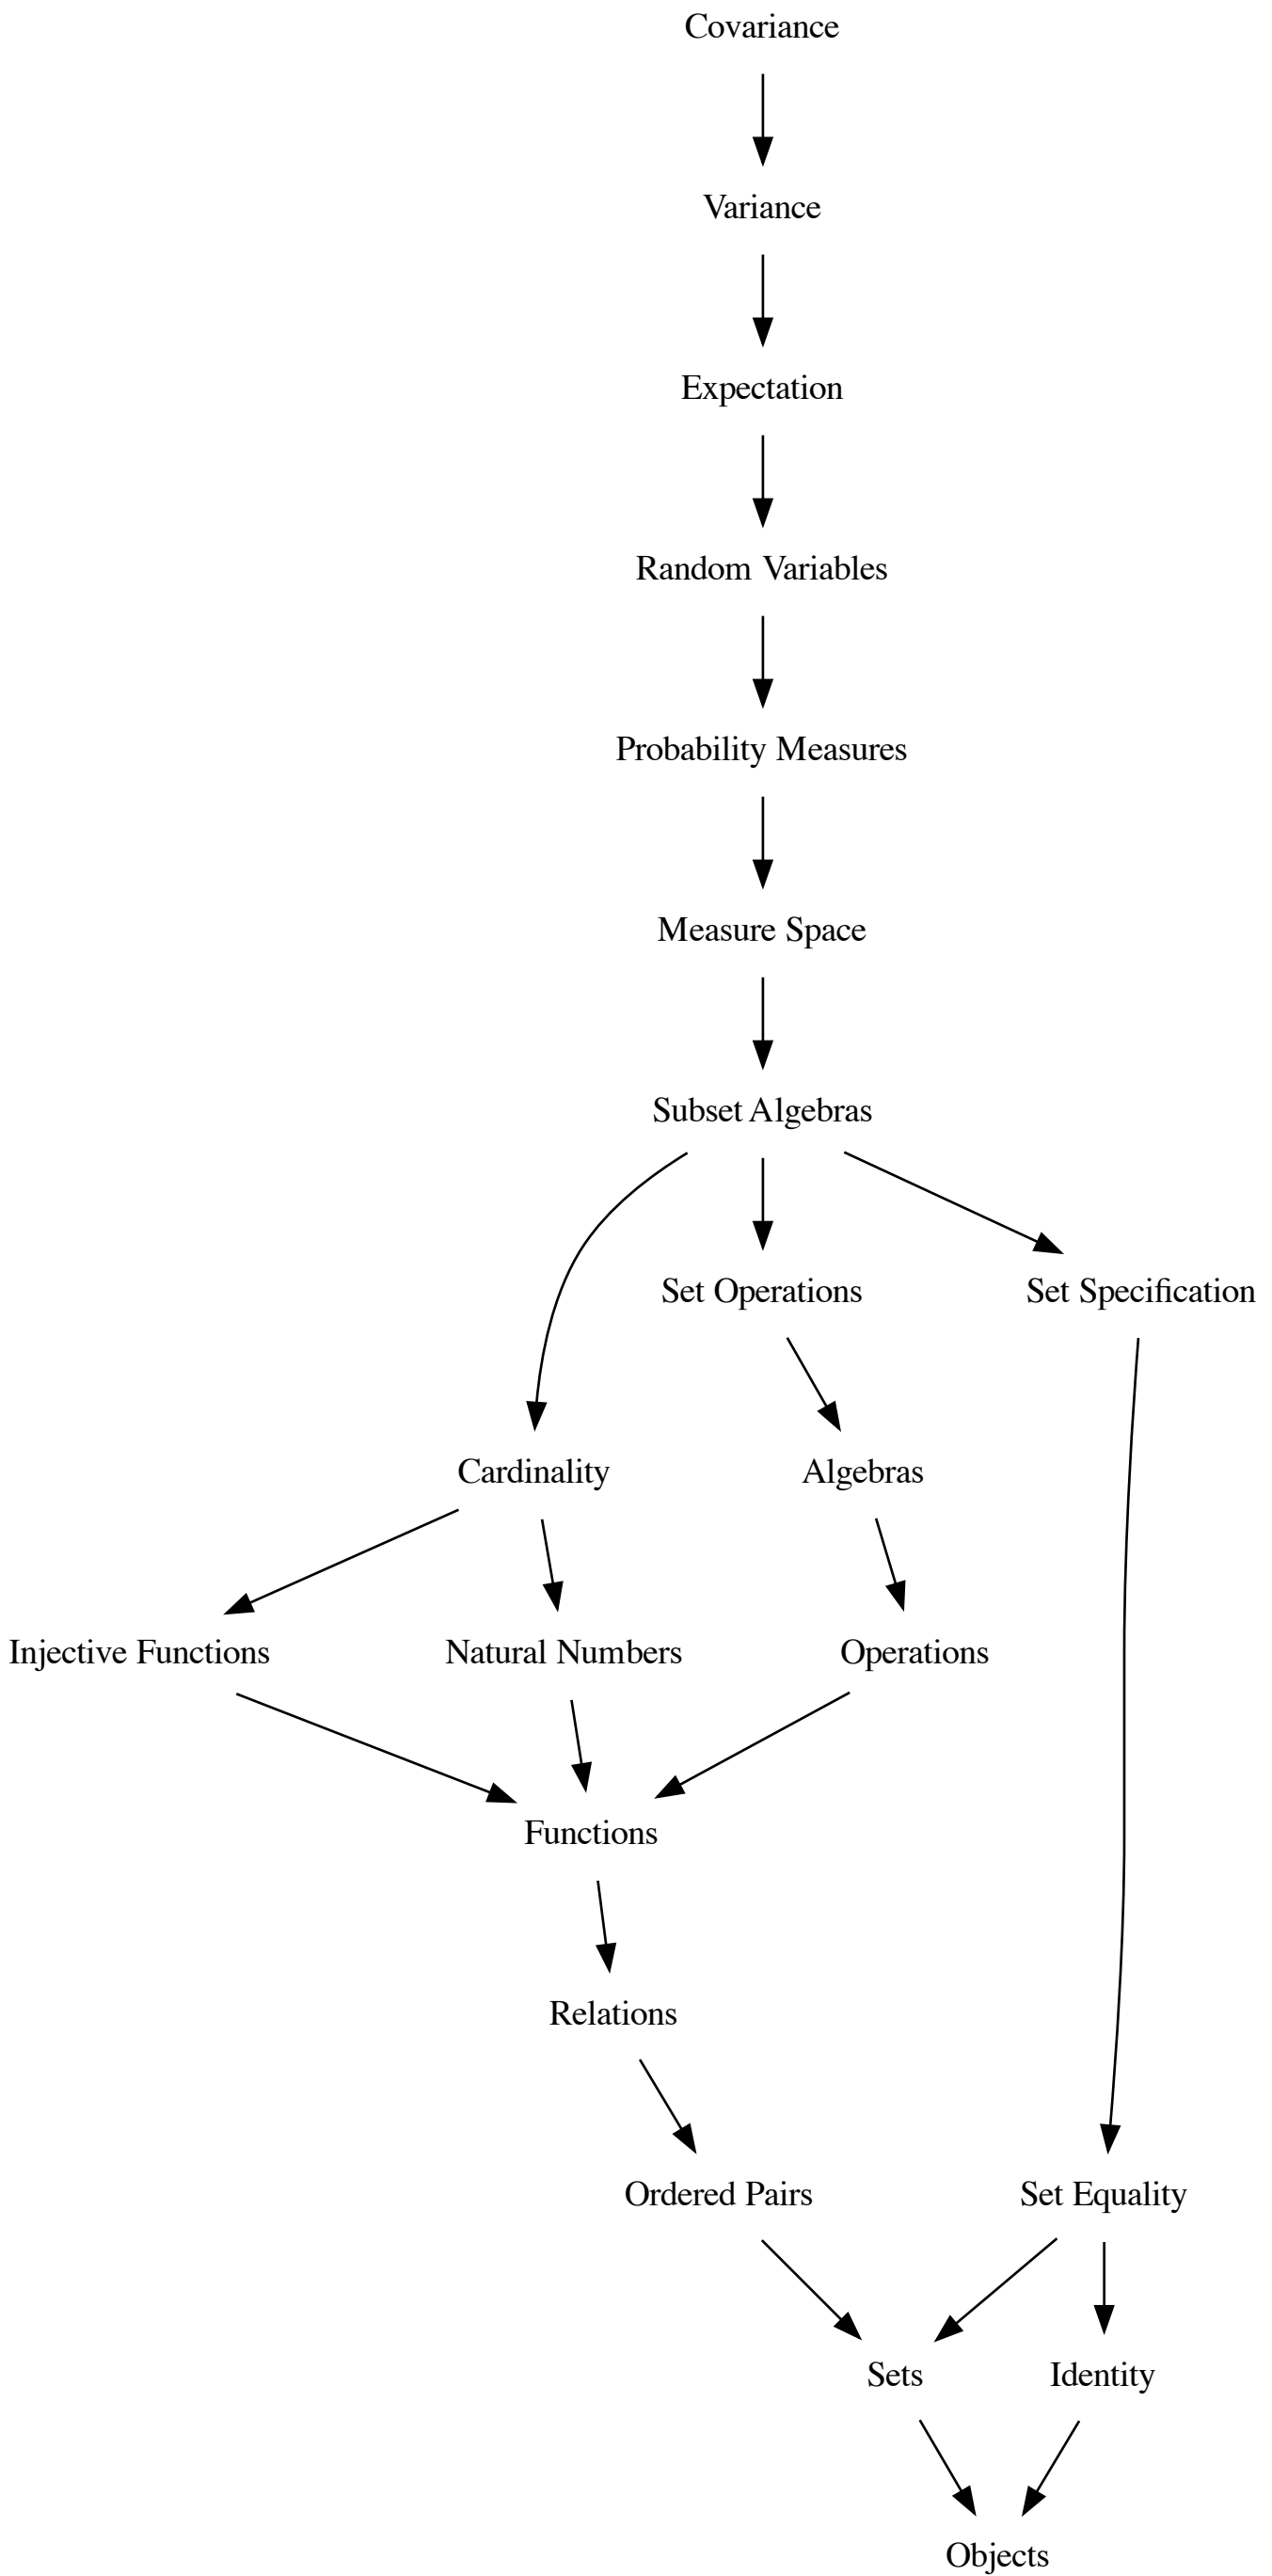 Covariance
Variance
Expectation
Random Variables
Probability Measures
Measure Space
Subset Algebras
Set Operations
Set Specification
Cardinality
Algebras
Injective Functions
Natural Numbers
Operations
Functions
Relations
Ordered Pairs
Set Equality
Sets
Identity
Objects